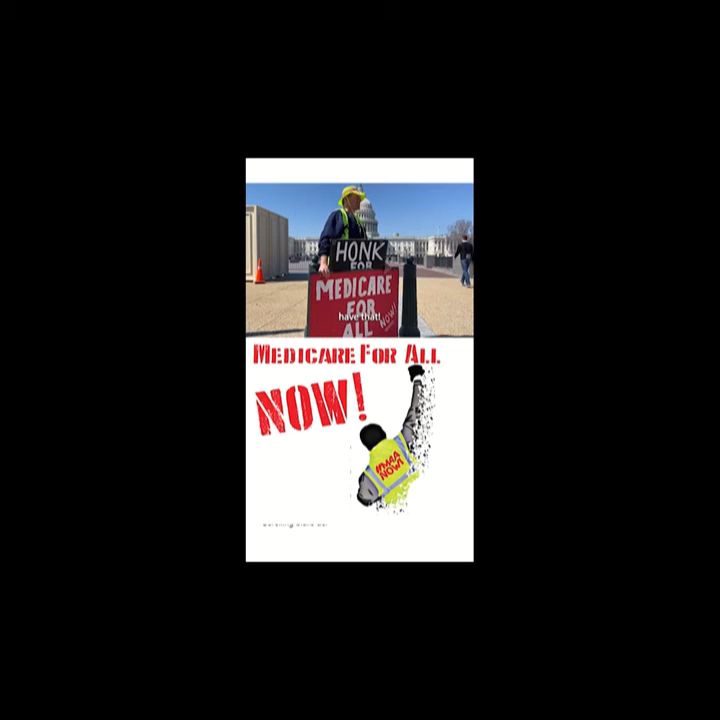 HONK
FOR
MEDICARE
FOR
ALL
NOW!
have that!
MEDICARE FOR ALL
NOW!
#M4A
NOW!